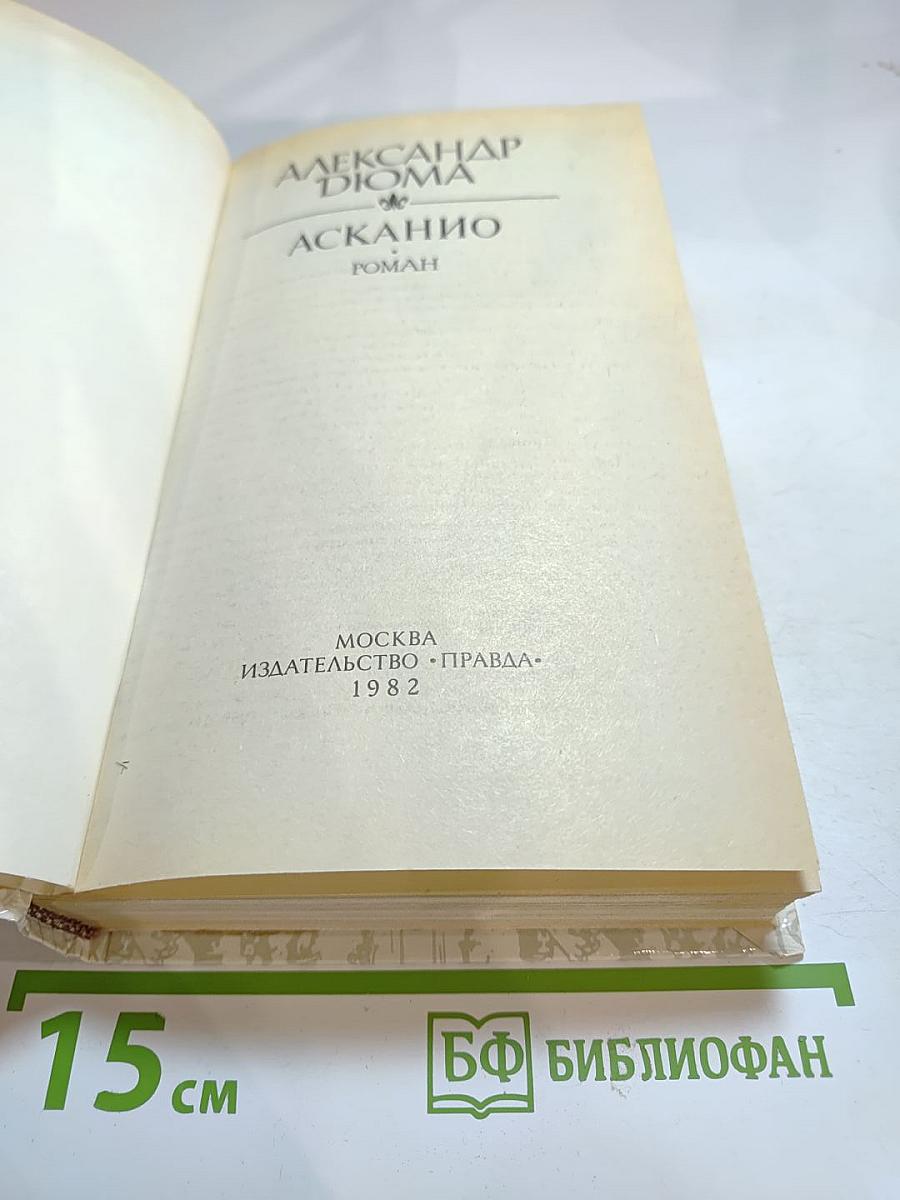 АЛЕКСАНДР
ДЮМА
АСКАНИО
РОМАН
МОСКВА
ИЗДАТЕЛЬСТВО «ПРАВДА»
1982
15 см
БФ БИБЛИОФАН